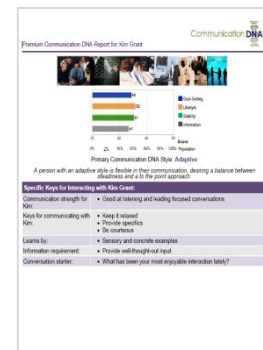 Communication DNA
Premium Communication DNA Report for: Kim Grant
Goal Setting
Lifestyle
Stability
Information
Score
Population
Primary Communication DNA Style: Adaptive
A person with an adaptive style is flexible in their communication, desiring a balance between
steadiness and a to the point approach.
Specific Keys for Interacting with Kim Grant:
Communication strength for Kim:
• Good at listening and leading focused conversations
Keys for communicating with Kim:
• Keep it relaxed
• Provide specifics
• Be courteous
Learns by:
• Sensory and concrete examples
Information requirement:
• Provide well-thought-out input
Conversation starter:
• What has been your most enjoyable interaction lately?